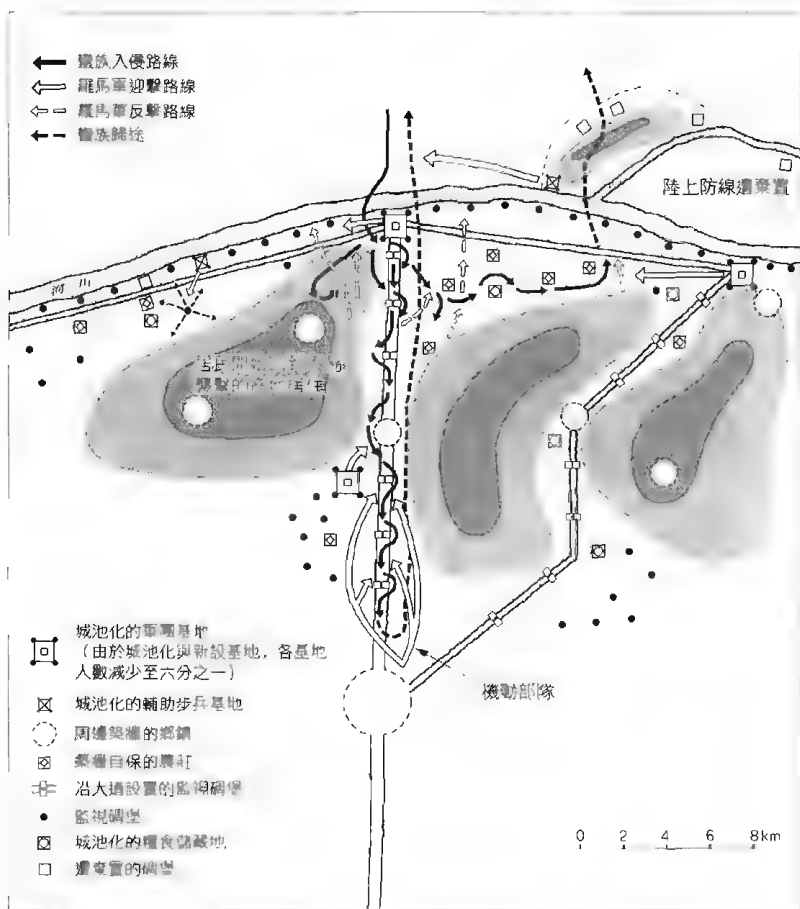 蠻族入侵路線
羅馬軍迎擊路線
羅馬軍反擊路線
蠻族歸途
陸上防線遭棄置
河川
機動部隊
城池化的軍團基地
（由於城池化與新設基地，各基地
人數減少至六分之一）
城池化的輔助步兵基地
周邊築牆的鄉鎮
築牆自保的農莊
沿大道設置的監視碉堡
監視碉堡
城池化的糧食儲藏地
遭棄置的碉堡
0 2 4 6 8km